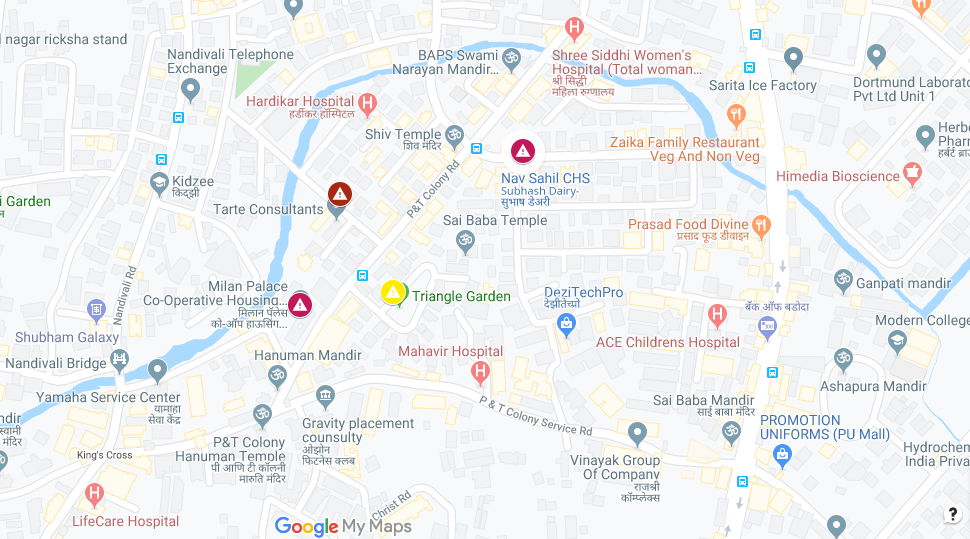 l nagar ricksha stand
Nandivali Telephone
Exchange
BAPS Swami
Narayan Mandir...
Shree Siddhi Women's
Hospital (Total woman...
श्री सिद्धी
महिला रुग्णालय
Sarita Ice Factory
Dortmund Laborato
Pvt Ltd Unit 1
Hardikar Hospital
हर्डीकर हॉस्पिटल
Shiv Temple
शिव मंदिर
Zaika Family Restaurant
Veg And Non Veg
Herbe
Pharm
हर्बट ब्राउ
Kidzee
किद्झी
Nav Sahil CHS
Subhash Dairy-
सुभाष डेअरी
Himedia Bioscience
i Garden
Tarte Consultants
P&T Colony Rd
Sai Baba Temple
Prasad Food Divine
प्रसाद फूड डीवाइन
Nandivali Rd
Milan Palace
Co-Operative Housing...
मिलान पॅलेस
को-ऑप हाऊसिंग...
Triangle Garden
DeziTechPro
देझीतेच्प्रो
Ganpati mandir
बँक ऑफ बडोदा
Shubham Galaxy
ACE Childrens Hospital
Modern College
Nandivali Bridge
Hanuman Mandir
Mahavir Hospital
Ashapura Mandir
Yamaha Service Center
यामाहा
सेवा केंद्र
Gravity placement
counsulty
ओझोन
फिटनेस क्लब
P & T Colony Service Rd
Sai Baba Mandir
साई बाबा मंदिर
PROMOTION
UNIFORMS (PU Mall)
ndir
स्वामी
मंदिर
King's Cross
P&T Colony
Hanuman Temple
पी आणि टी कॉलनी
मारुति मंदिर
Vinayak Group
Of Company
राजश्री
कॉम्प्लेक्स
Hydrochem
India Priva
LifeCare Hospital
Christ Rd
Google My Maps
?